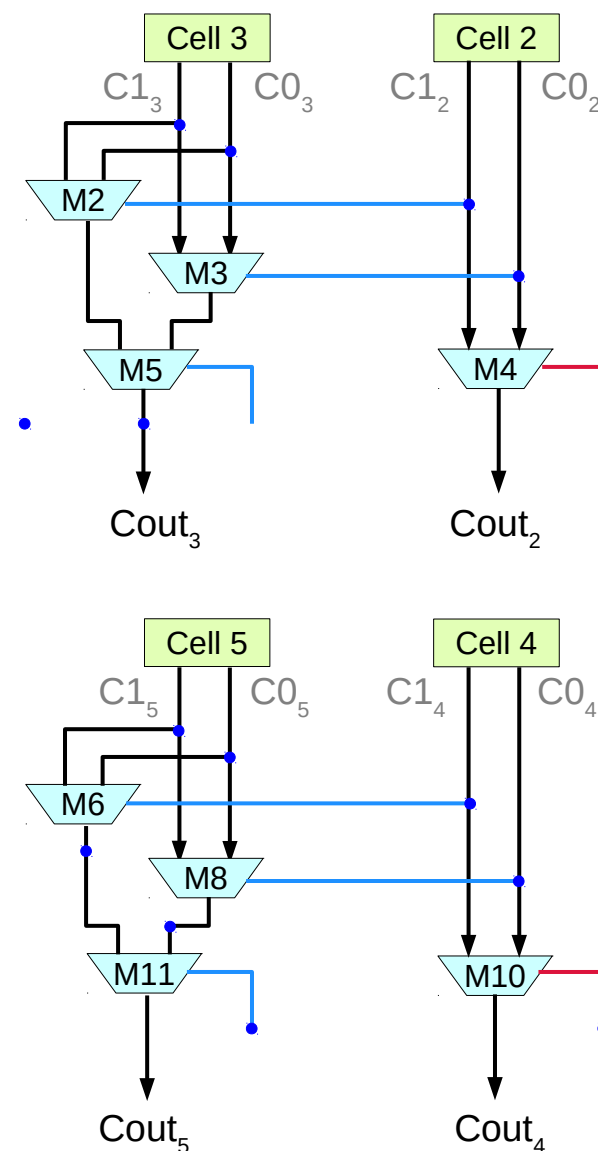 Cell 3 Cell 2
C1₃ C0₃ C1₂ C0₂
M2
M3
M5 M4
Cout₃ Cout₂
Cell 5 Cell 4
C1₅ C0₅ C1₄ C0₄
M6
M8
M11 M10
Cout₅ Cout₄